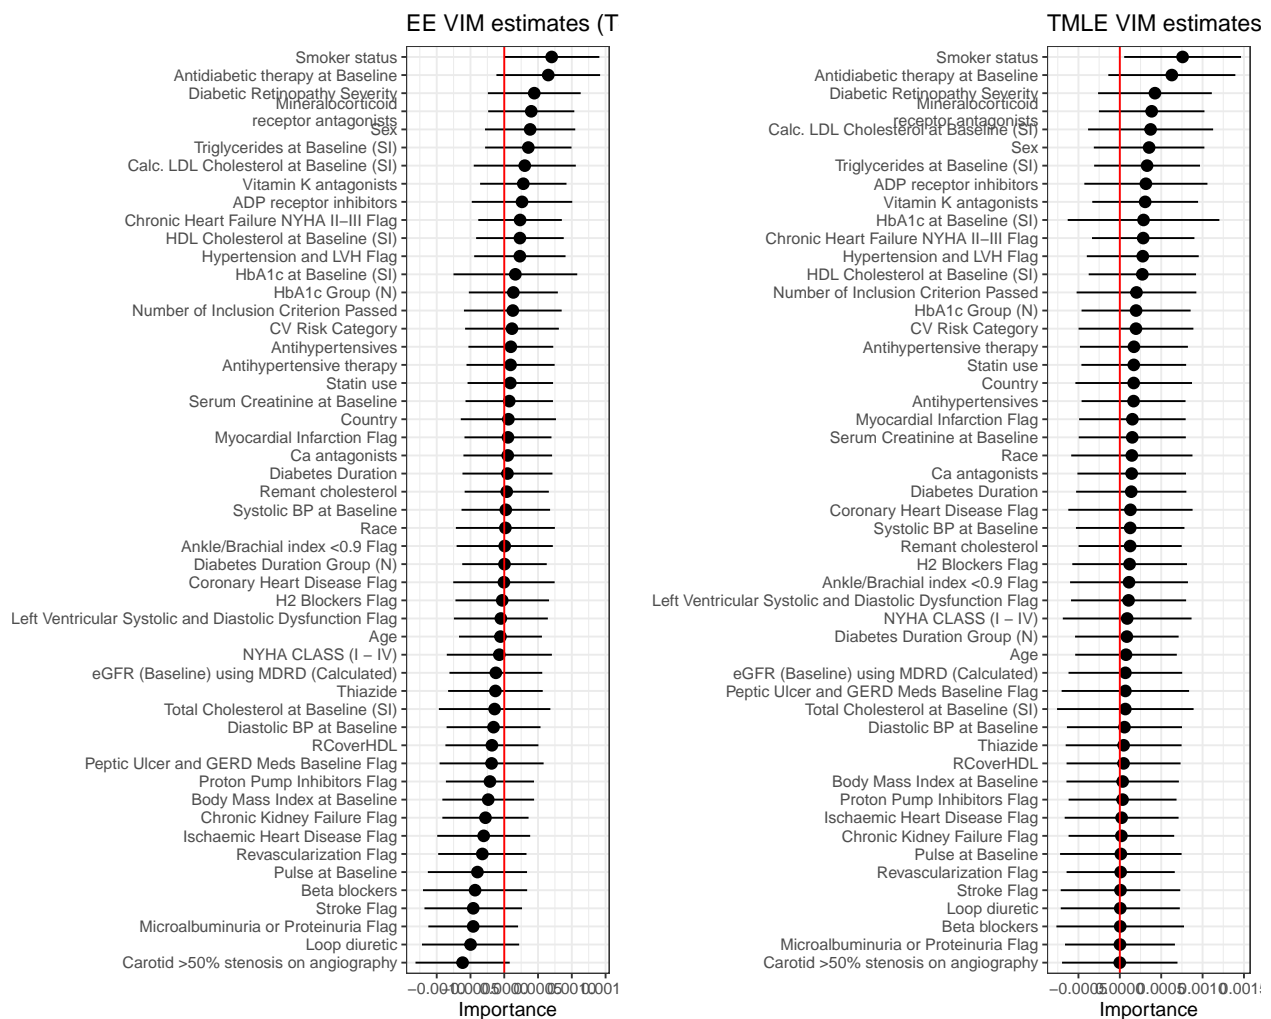 EE VIM estimates (T
Smoker status
Antidiabetic therapy at Baseline
Diabetic Retinopathy Severity
Mineralocorticoid
receptor antagonists
Sex
Triglycerides at Baseline (SI)
Calc. LDL Cholesterol at Baseline (SI)
Vitamin K antagonists
ADP receptor inhibitors
Chronic Heart Failure NYHA II−III Flag
HDL Cholesterol at Baseline (SI)
Hypertension and LVH Flag
HbA1c at Baseline (SI)
HbA1c Group (N)
Number of Inclusion Criterion Passed
CV Risk Category
Antihypertensives
Antihypertensive therapy
Statin use
Serum Creatinine at Baseline
Country
Myocardial Infarction Flag
Ca antagonists
Diabetes Duration
Remant cholesterol
Systolic BP at Baseline
Race
Ankle/Brachial index <0.9 Flag
Diabetes Duration Group (N)
Coronary Heart Disease Flag
H2 Blockers Flag
Left Ventricular Systolic and Diastolic Dysfunction Flag
Age
NYHA CLASS (I − IV)
eGFR (Baseline) using MDRD (Calculated)
Thiazide
Total Cholesterol at Baseline (SI)
Diastolic BP at Baseline
RCoverHDL
Peptic Ulcer and GERD Meds Baseline Flag
Proton Pump Inhibitors Flag
Body Mass Index at Baseline
Chronic Kidney Failure Flag
Ischaemic Heart Disease Flag
Revascularization Flag
Pulse at Baseline
Beta blockers
Stroke Flag
Microalbuminuria or Proteinuria Flag
Loop diuretic
Carotid >50% stenosis on angiography
Importance
TMLE VIM estimates
Smoker status
Antidiabetic therapy at Baseline
Diabetic Retinopathy Severity
Mineralocorticoid
receptor antagonists
Calc. LDL Cholesterol at Baseline (SI)
Sex
Triglycerides at Baseline (SI)
ADP receptor inhibitors
Vitamin K antagonists
HbA1c at Baseline (SI)
Chronic Heart Failure NYHA II−III Flag
Hypertension and LVH Flag
HDL Cholesterol at Baseline (SI)
Number of Inclusion Criterion Passed
HbA1c Group (N)
CV Risk Category
Antihypertensive therapy
Statin use
Country
Antihypertensives
Myocardial Infarction Flag
Serum Creatinine at Baseline
Race
Ca antagonists
Diabetes Duration
Coronary Heart Disease Flag
Systolic BP at Baseline
Remant cholesterol
H2 Blockers Flag
Ankle/Brachial index <0.9 Flag
Left Ventricular Systolic and Diastolic Dysfunction Flag
NYHA CLASS (I − IV)
Diabetes Duration Group (N)
Age
eGFR (Baseline) using MDRD (Calculated)
Peptic Ulcer and GERD Meds Baseline Flag
Total Cholesterol at Baseline (SI)
Diastolic BP at Baseline
Thiazide
RCoverHDL
Body Mass Index at Baseline
Proton Pump Inhibitors Flag
Ischaemic Heart Disease Flag
Chronic Kidney Failure Flag
Pulse at Baseline
Revascularization Flag
Stroke Flag
Loop diuretic
Beta blockers
Microalbuminuria or Proteinuria Flag
Carotid >50% stenosis on angiography
Importance